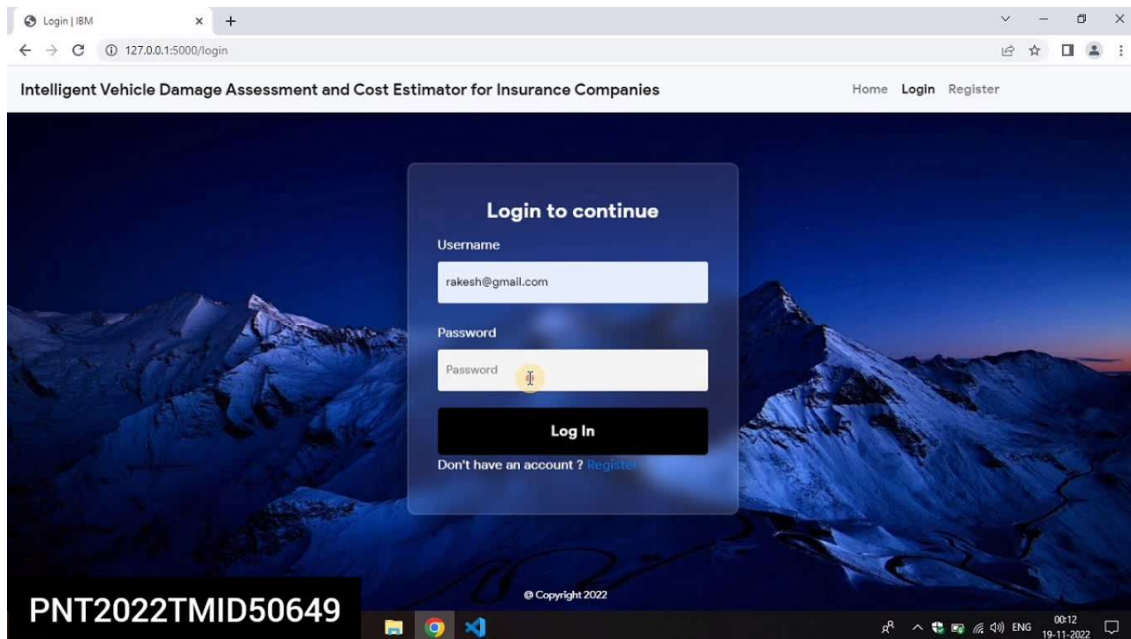 Login | IBM
127.0.0.1:5000/login
Intelligent Vehicle Damage Assessment and Cost Estimator for Insurance Companies
Home Login Register
Login to continue
Username
rakesh@gmail.com
Password
Password
Log In
Don't have an account ? Register
@ Copyright 2022
PNT2022TMID50649
ENG
00:12
19-11-2022